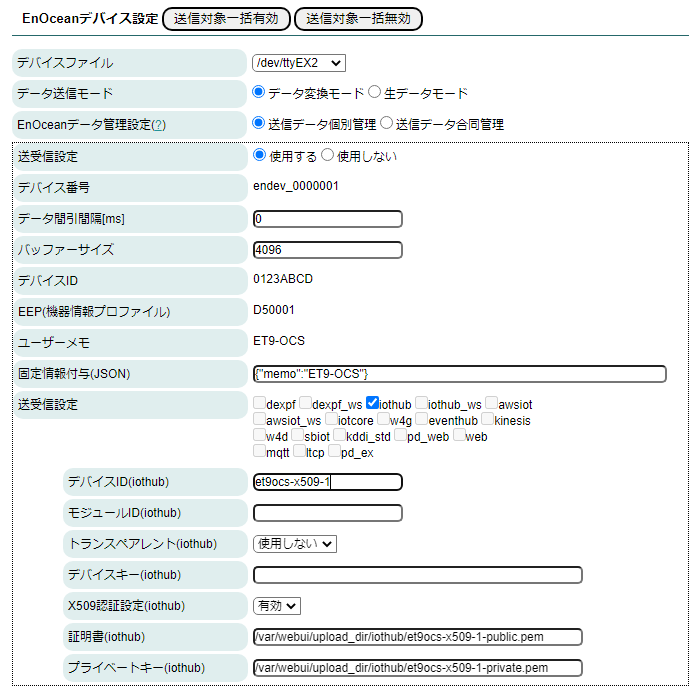 EnOceanデバイス設定 送信対象一括有効 送信対象一括無効
デバイスファイル /dev/ttyEX2
データ送信モード データ変換モード 生データモード
EnOceanデータ管理設定(?) 送信データ個別管理 送信データ合同管理
送受信設定 使用する 使用しない
デバイス番号 endev_0000001
データ間引間隔[ms] 0
バッファーサイズ 4096
デバイスID 0123ABCD
EEP(機器情報プロファイル) D50001
ユーザーメモ ET9-OCS
固定情報付与(JSON) {"memo":"ET9-OCS"}
送受信設定 dexpf dexpf_ws iothub iothub_ws awsiot
awsiot_ws iotcore w4g eventhub kinesis
w4d sbiot kddi_std pd_web web
mqtt ltcp pd_ex
デバイスID(iothub) et9ocs-x509-1
モジュールID(iothub)
トランスペアレント(iothub) 使用しない
デバイスキー(iothub)
X509認証設定(iothub) 有効
証明書(iothub) /var/webui/upload_dir/iothub/et9ocs-x509-1-public.pem
プライベートキー(iothub) /var/webui/upload_dir/iothub/et9ocs-x509-1-private.pem